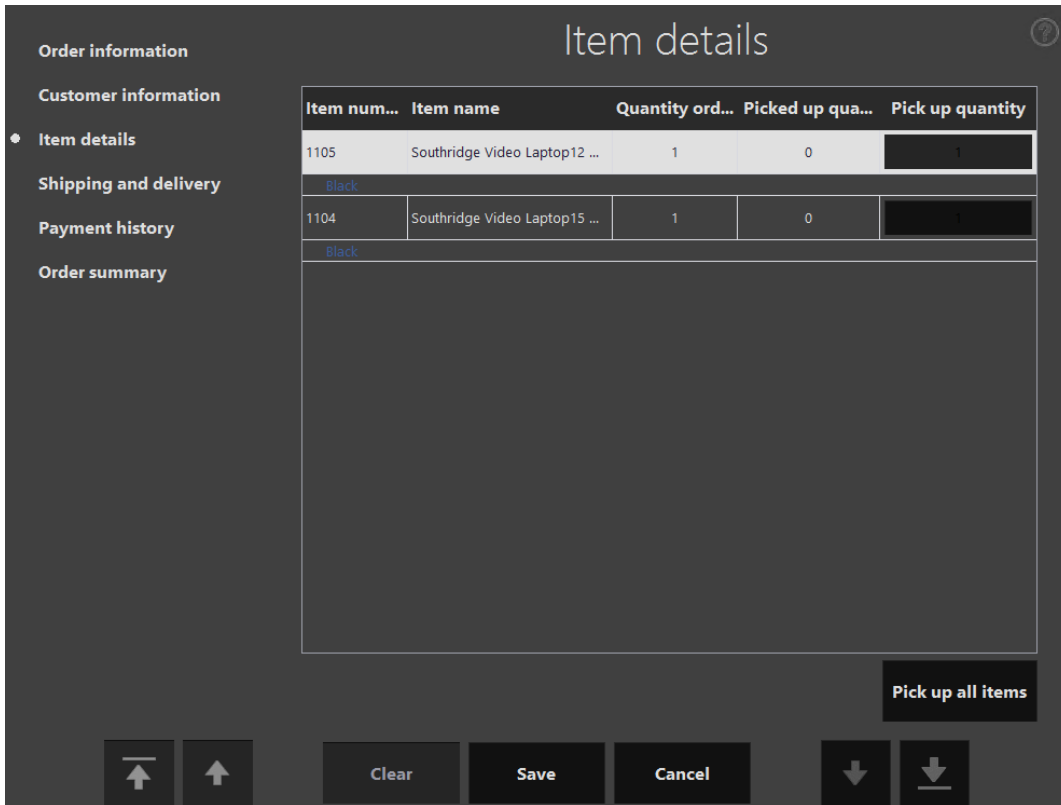 Item details
?
Order information
Customer information
Item details
Shipping and delivery
Payment history
Order summary
Item num... Item name Quantity ord... Picked up qua... Pick up quantity
1105 Southridge Video Laptop12 ... 1 0 1
Black
1104 Southridge Video Laptop15 ... 1 0 1
Black
Pick up all items
Clear Save Cancel